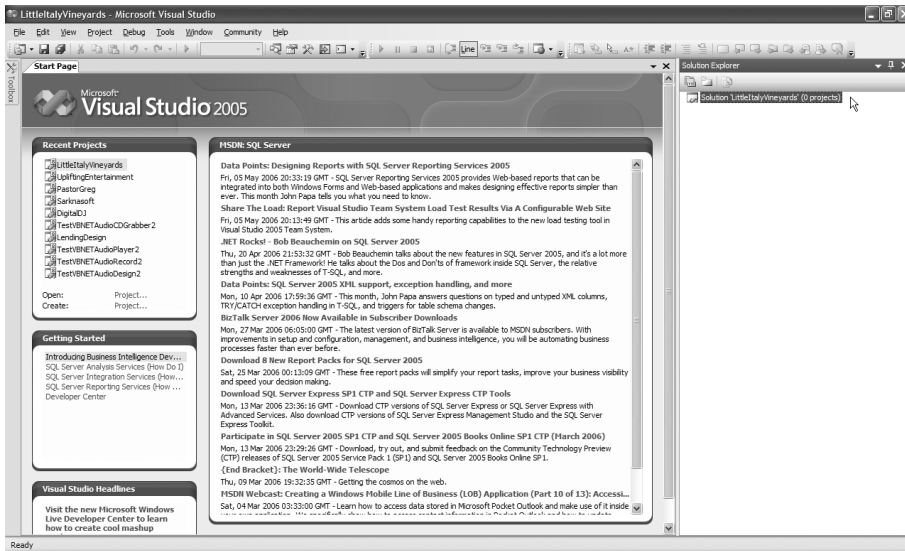 LittleItalyVineyards - Microsoft Visual Studio
File Edit View Project Debug Tools Window Community Help
Line
Toolbox
Start Page
Microsoft
Visual Studio 2005
Recent Projects
LittleItalyVineyards
UpliftingEntertainment
PastorGreg
Sarknasoft
DigitalDJ
TestVBNETAudioCDGrabber2
LendingDesign
TestVBNETAudioPlayer2
TestVBNETAudioRecord2
TestVBNETAudioDesign2
Open: Project...
Create: Project...
Getting Started
Introducing Business Intelligence Dev...
SQL Server Analysis Services (How Do I)
SQL Server Integration Services (How...
SQL Server Reporting Services (How ...
Developer Center
Visual Studio Headlines
Visit the new Microsoft Windows
Live Developer Center to learn
how to create cool mashup
MSDN: SQL Server
Data Points: Designing Reports with SQL Server Reporting Services 2005
Fri, 05 May 2006 20:33:19 GMT - SQL Server Reporting Services 2005 provides Web-based reports that can be
integrated into both Windows Forms and Web-based applications and makes designing effective reports simpler than
ever. This month John Papa tells you what you need to know.
Share The Load: Report Visual Studio Team System Load Test Results Via A Configurable Web Site
Fri, 05 May 2006 20:13:49 GMT - This article adds some handy reporting capabilities to the new load testing tool in
Visual Studio 2005 Team System.
.NET Rocks! - Bob Beauchemin on SQL Server 2005
Thu, 20 Apr 2006 21:53:32 GMT - Bob Beauchemin talks about the new features in SQL Server 2005, and it's a lot more
than just the .NET Framework! He talks about the Dos and Don'ts of framework inside SQL Server, the relative
strengths and weaknesses of T-SQL, and more.
Data Points: SQL Server 2005 XML support, exception handling, and more
Mon, 10 Apr 2006 17:59:36 GMT - This month, John Papa answers questions on typed and untyped XML columns,
TRY/CATCH exception handling in T-SQL, and triggers for table schema changes.
BizTalk Server 2006 Now Available in Subscriber Downloads
Mon, 27 Mar 2006 06:05:00 GMT - The latest version of BizTalk Server is available to MSDN subscribers. With
improvements in setup and configuration, management, and business intelligence, you will be automating business
processes faster than ever before.
Download 8 New Report Packs for SQL Server 2005
Sat, 25 Mar 2006 00:13:09 GMT - These free report packs will simplify your report tasks, improve your business visibility
and speed your decision making.
Download SQL Server Express SP1 CTP and SQL Server Express CTP Tools
Mon, 13 Mar 2006 23:36:16 GMT - Download CTP versions of SQL Server Express or SQL Server Express with
Advanced Services. Also download CTP versions of SQL Server Express Management Studio and the SQL Server
Express Toolkit.
Participate in SQL Server 2005 SP1 CTP and SQL Server 2005 Books Online SP1 CTP (March 2006)
Mon, 13 Mar 2006 23:29:26 GMT - Download, try out, and submit feedback on the Community Technology Preview
(CTP) releases of SQL Server 2005 Service Pack 1 (SP1) and SQL Server 2005 Books Online SP1.
{End Bracket}: The World-Wide Telescope
Thu, 09 Mar 2006 19:32:35 GMT - Getting the cosmos on the web.
MSDN Webcast: Creating a Windows Mobile Line of Business (LOB) Application (Part 10 of 13): Accessi...
Sat, 04 Mar 2006 03:33:00 GMT - Learn how to access data stored in Microsoft Pocket Outlook and make use of it inside
Solution Explorer
Solution 'LittleItalyVineyards' (0 projects)
Ready